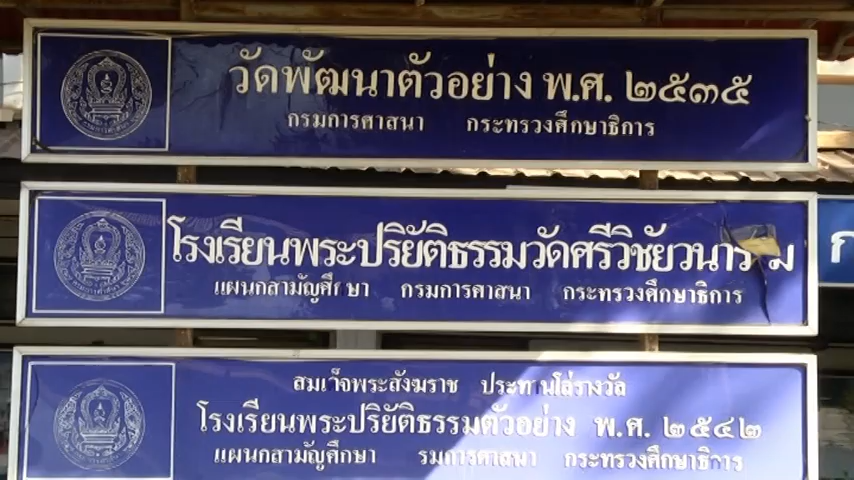 วัดพัฒนาตัวอย่าง พ.ศ. ๒๕๓๕
กรมการศาสนา กระทรวงศึกษาธิการ
โรงเรียนพระปริยัติธรรมวัดศรีวิชัยวนาราม
แผนกสามัญศึกษา กรมการศาสนา กระทรวงศึกษาธิการ
สมเด็จพระสังฆราช ประทานโล่รางวัล
โรงเรียนพระปริยัติธรรมตัวอย่าง พ.ศ. ๒๕๔๒
แผนกสามัญศึกษา รมการศาสนา กระทรวงศึกษาธิการ
ก